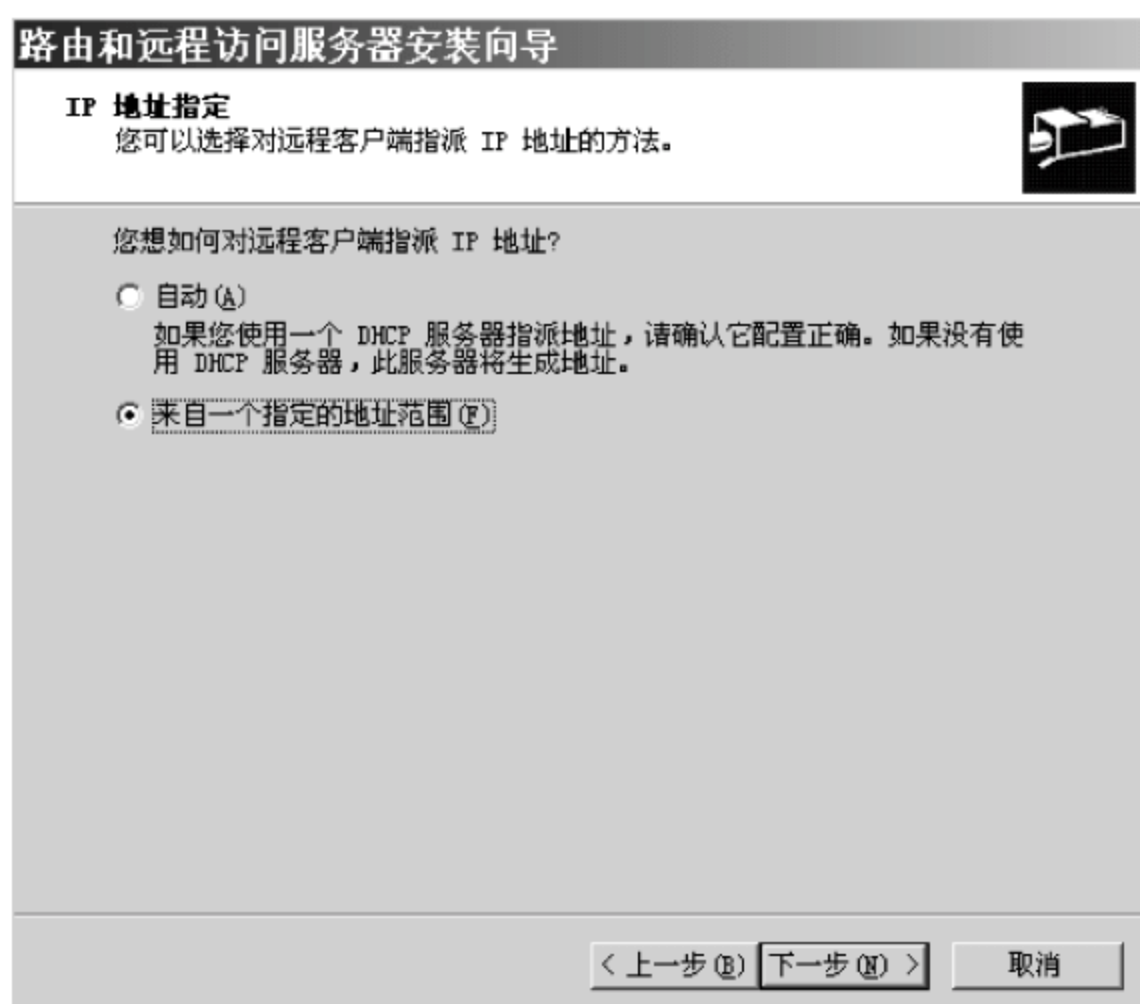 路由和远程访问服务器安装向导
IP 地址指定
您可以选择对远程客户端指派 IP 地址的方法。
您想如何对远程客户端指派 IP 地址?
自动(A)
如果您使用一个 DHCP 服务器指派地址,请确认它配置正确。如果没有使
用 DHCP 服务器,此服务器将生成地址。
来自一个指定的地址范围(F)
< 上一步(B) 下一步(N) > 取消